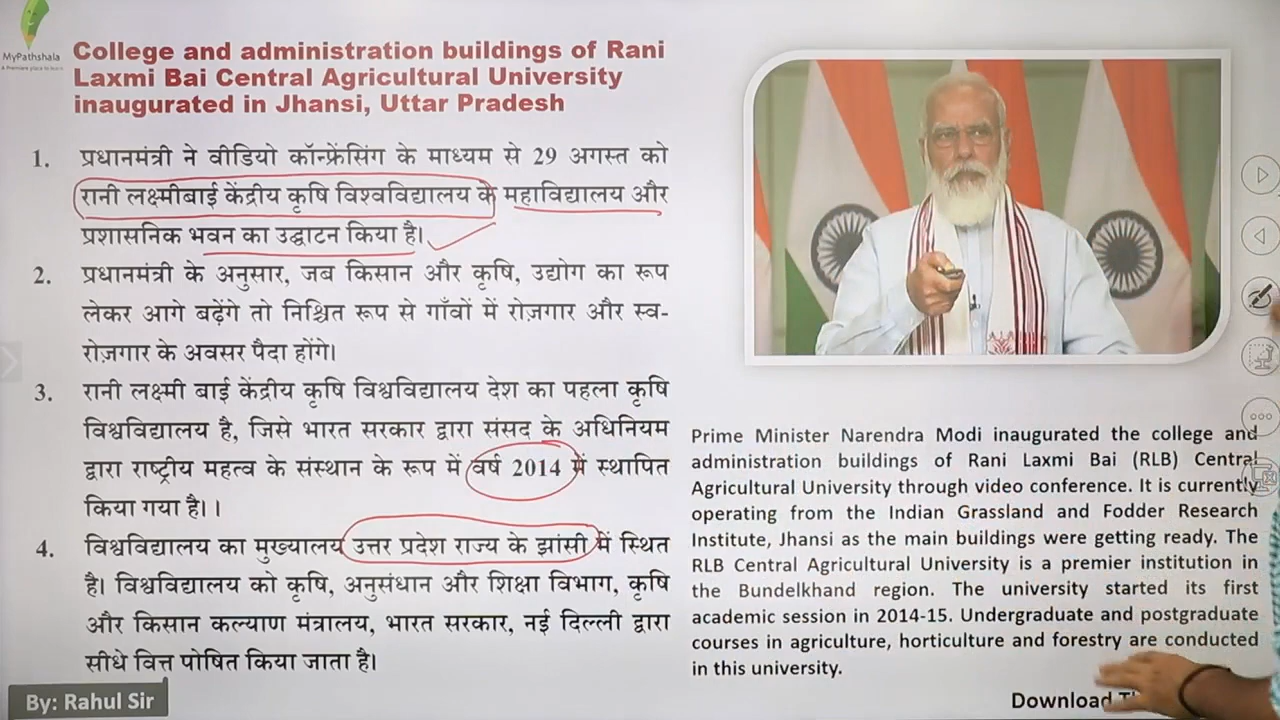 MyPathshala
College and administration buildings of Rani
Laxmi Bai Central Agricultural University
inaugurated in Jhansi, Uttar Pradesh
1. प्रधानमंत्री ने वीडियो कॉन्फ्रेंसिंग के माध्यम से 29 अगस्त को
रानी लक्ष्मीबाई केंद्रीय कृषि विश्वविद्यालय के महाविद्यालय और
प्रशासनिक भवन का उद्घाटन किया है।
2. प्रधानमंत्री के अनुसार, जब किसान और कृषि, उद्योग का रूप
लेकर आगे बढ़ेंगे तो निश्चित रूप से गाँवों में रोज़गार और स्व-
रोज़गार के अवसर पैदा होंगे।
3. रानी लक्ष्मी बाई केंद्रीय कृषि विश्वविद्यालय देश का पहला कृषि
विश्वविद्यालय है, जिसे भारत सरकार द्वारा संसद के अधिनियम
द्वारा राष्ट्रीय महत्व के संस्थान के रूप में वर्ष 2014 में स्थापित
किया गया है।।
4. विश्वविद्यालय का मुख्यालय उत्तर प्रदेश राज्य के झांसी में स्थित
है। विश्वविद्यालय को कृषि, अनुसंधान और शिक्षा विभाग, कृषि
और किसान कल्याण मंत्रालय, भारत सरकार, नई दिल्ली द्वारा
सीधे वित्त पोषित किया जाता है।
Prime Minister Narendra Modi inaugurated the college and
administration buildings of Rani Laxmi Bai (RLB) Central
Agricultural University through video conference. It is currently
operating from the Indian Grassland and Fodder Research
Institute, Jhansi as the main buildings were getting ready. The
RLB Central Agricultural University is a premier institution in
the Bundelkhand region. The university started its first
academic session in 2014-15. Undergraduate and postgraduate
courses in agriculture, horticulture and forestry are conducted
in this university.
Download
By: Rahul Sir